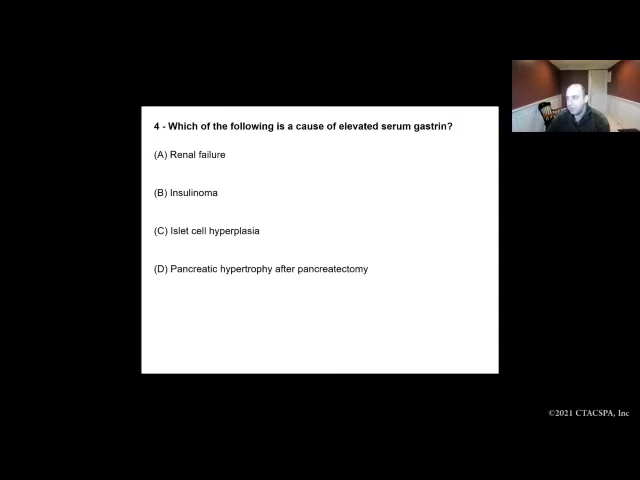 4 - Which of the following is a cause of elevated serum gastrin?
(A) Renal failure
(B) Insulinoma
(C) Islet cell hyperplasia
(D) Pancreatic hypertrophy after pancreatectomy
©2021 CTACSPA, Inc